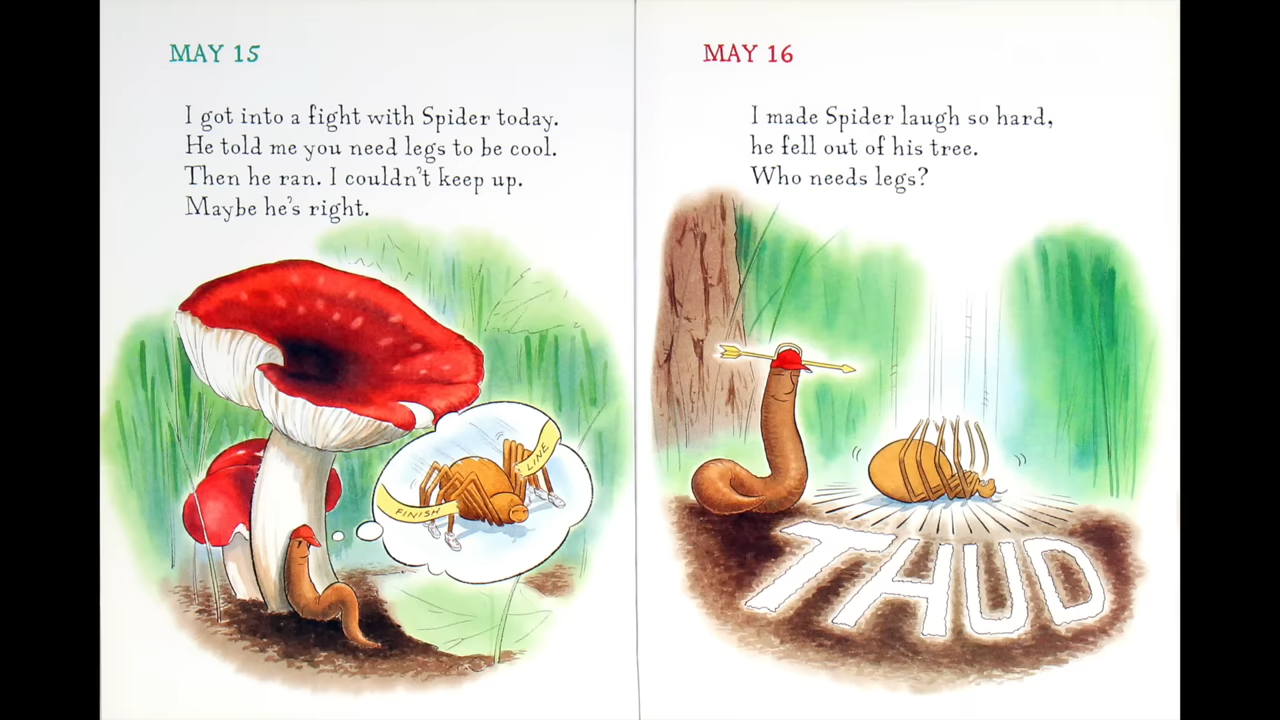 MAY 15
I got into a fight with Spider today.
He told me you need legs to be cool.
Then he ran. I couldn't keep up.
Maybe he's right.
FINISH LINE
MAY 16
I made Spider laugh so hard,
he fell out of his tree.
Who needs legs?
THUD